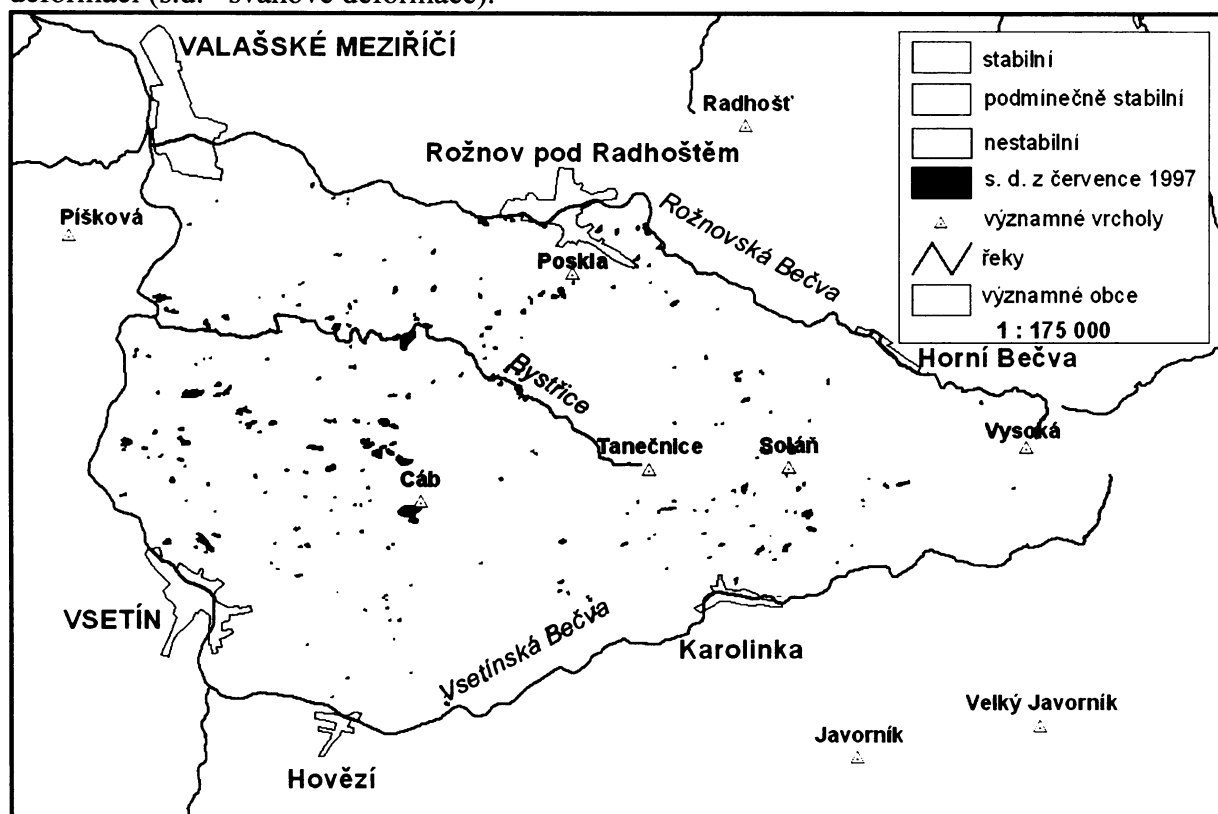 deformací (s.d. - svahové deformace).
VALAŠSKÉ MEZIŘÍČÍ
stabilní
podmínečně stabilní
nestabilní
s. d. z července 1997
významné vrcholy
řeky
významné obce
1 : 175 000
Radhošť
Rožnov pod Radhoštěm
Píšková
Rožnovská Bečva
Poskla
Horní Bečva
Bystřice
Tanečnice
Soláň
Vysoká
Cáb
VSETÍN
Vsetínská Bečva
Karolinka
Velký Javorník
Javorník
Hovězí